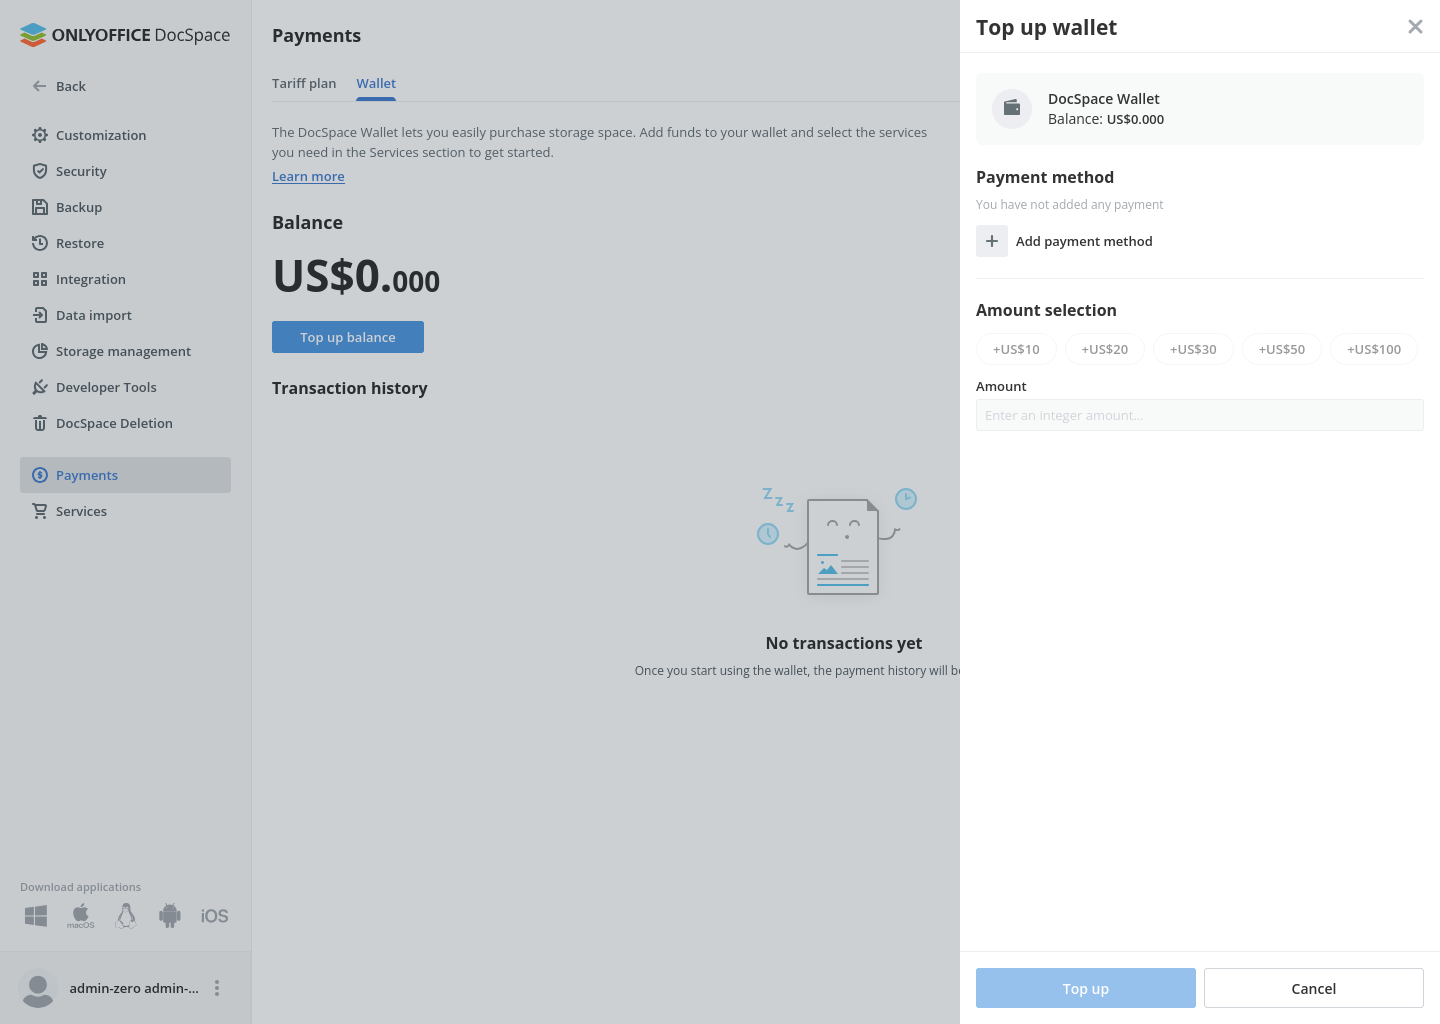 ONLYOFFICE DocSpace
Back
Customization
Security
Backup
Restore
Integration
Data import
Storage management
Developer Tools
DocSpace Deletion
Payments
Services
Download applications
macOS
iOS
admin-zero admin-...
Payments
Tariff plan
Wallet
The DocSpace Wallet lets you easily purchase storage space. Add funds to your wallet and select the services
you need in the Services section to get started.
Learn more
Balance
US$0.000
Top up balance
Transaction history
Z z z
No transactions yet
Once you start using the wallet, the payment history will be
Top up wallet
DocSpace Wallet
Balance: US$0.000
Payment method
You have not added any payment
Add payment method
Amount selection
+US$10
+US$20
+US$30
+US$50
+US$100
Amount
Enter an integer amount...
Top up
Cancel